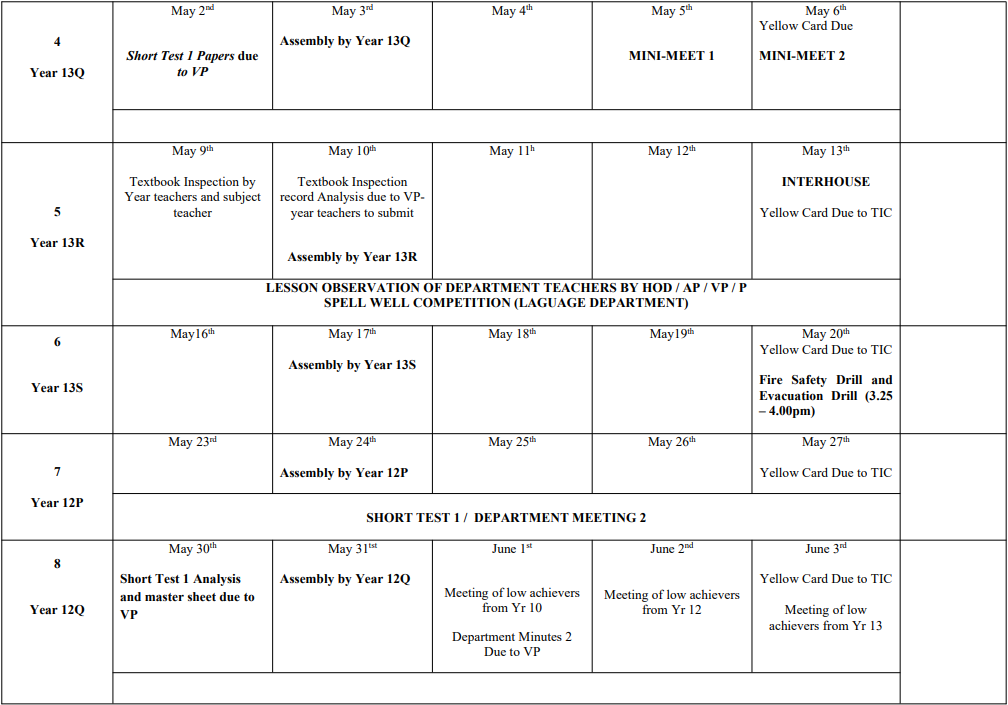 4
Year 13Q
May 2nd
Short Test 1 Papers due
to VP
May 3rd
Assembly by Year 13Q
May 4th
May 5th
MINI-MEET 1
May 6th
Yellow Card Due
MINI-MEET 2
5
Year 13R
May 9th
Textbook Inspection by
Year teachers and subject
teacher
May 10th
Textbook Inspection
record Analysis due to VP-
year teachers to submit
Assembly by Year 13R
May 11h
May 12th
May 13th
INTERHOUSE
Yellow Card Due to TIC
LESSON OBSERVATION OF DEPARTMENT TEACHERS BY HOD / AP / VP / P
SPELL WELL COMPETITION (LAGUAGE DEPARTMENT)
6
Year 13S
May16th
May 17th
Assembly by Year 13S
May 18th
May19th
May 20th
Yellow Card Due to TIC
Fire Safety Drill and
Evacuation Drill (3.25
– 4.00pm)
7
Year 12P
May 23rd
May 24th
Assembly by Year 12P
May 25th
May 26th
May 27th
Yellow Card Due to TIC
SHORT TEST 1 / DEPARTMENT MEETING 2
8
Year 12Q
May 30th
Short Test 1 Analysis
and master sheet due to
VP
May 31tst
Assembly by Year 12Q
June 1st
Meeting of low achievers
from Yr 10
Department Minutes 2
Due to VP
June 2nd
Meeting of low achievers
from Yr 12
June 3rd
Yellow Card Due to TIC
Meeting of low
achievers from Yr 13